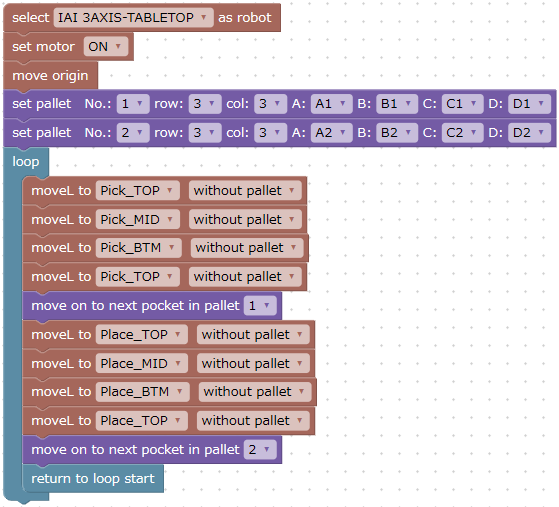 select IAI 3AXIS-TABLETOP as robot
set motor ON
move origin
set pallet No.: 1 row: 3 col: 3 A: A1 B: B1 C: C1 D: D1
set pallet No.: 2 row: 3 col: 3 A: A2 B: B2 C: C2 D: D2
loop
moveL to Pick_TOP without pallet
moveL to Pick_MID without pallet
moveL to Pick_BTM without pallet
moveL to Pick_TOP without pallet
move on to next pocket in pallet 1
moveL to Place_TOP without pallet
moveL to Place_MID without pallet
moveL to Place_BTM without pallet
moveL to Place_TOP without pallet
move on to next pocket in pallet 2
return to loop start